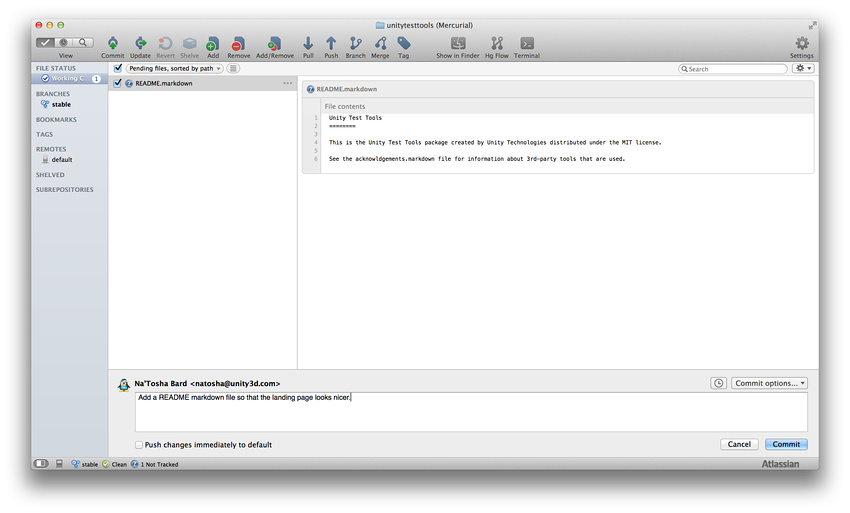 unitytesttools (Mercurial)
View Commit Update Revert Shelve Add Remove Add/Remove Pull Push Branch Merge Tag Show in Finder Hg Flow Terminal Settings
FILE STATUS
Working C... 1
BRANCHES
stable
BOOKMARKS
TAGS
REMOTES
default
SHELVED
SUBREPOSITORIES
Pending files, sorted by path
Search
README.markdown
README.markdown
File contents
1 Unity Test Tools
2 ========
3
4 This is the Unity Test Tools package created by Unity Technologies distributed under the MIT license.
5
6 See the acknowldgements.markdown file for information about 3rd-party tools that are used.
Na'Tosha Bard <natosha@unity3d.com>
Commit options...
Add a README markdown file so that the landing page looks nicer.
Push changes immediately to default
Cancel Commit
stable Clean 1 Not Tracked
Atlassian